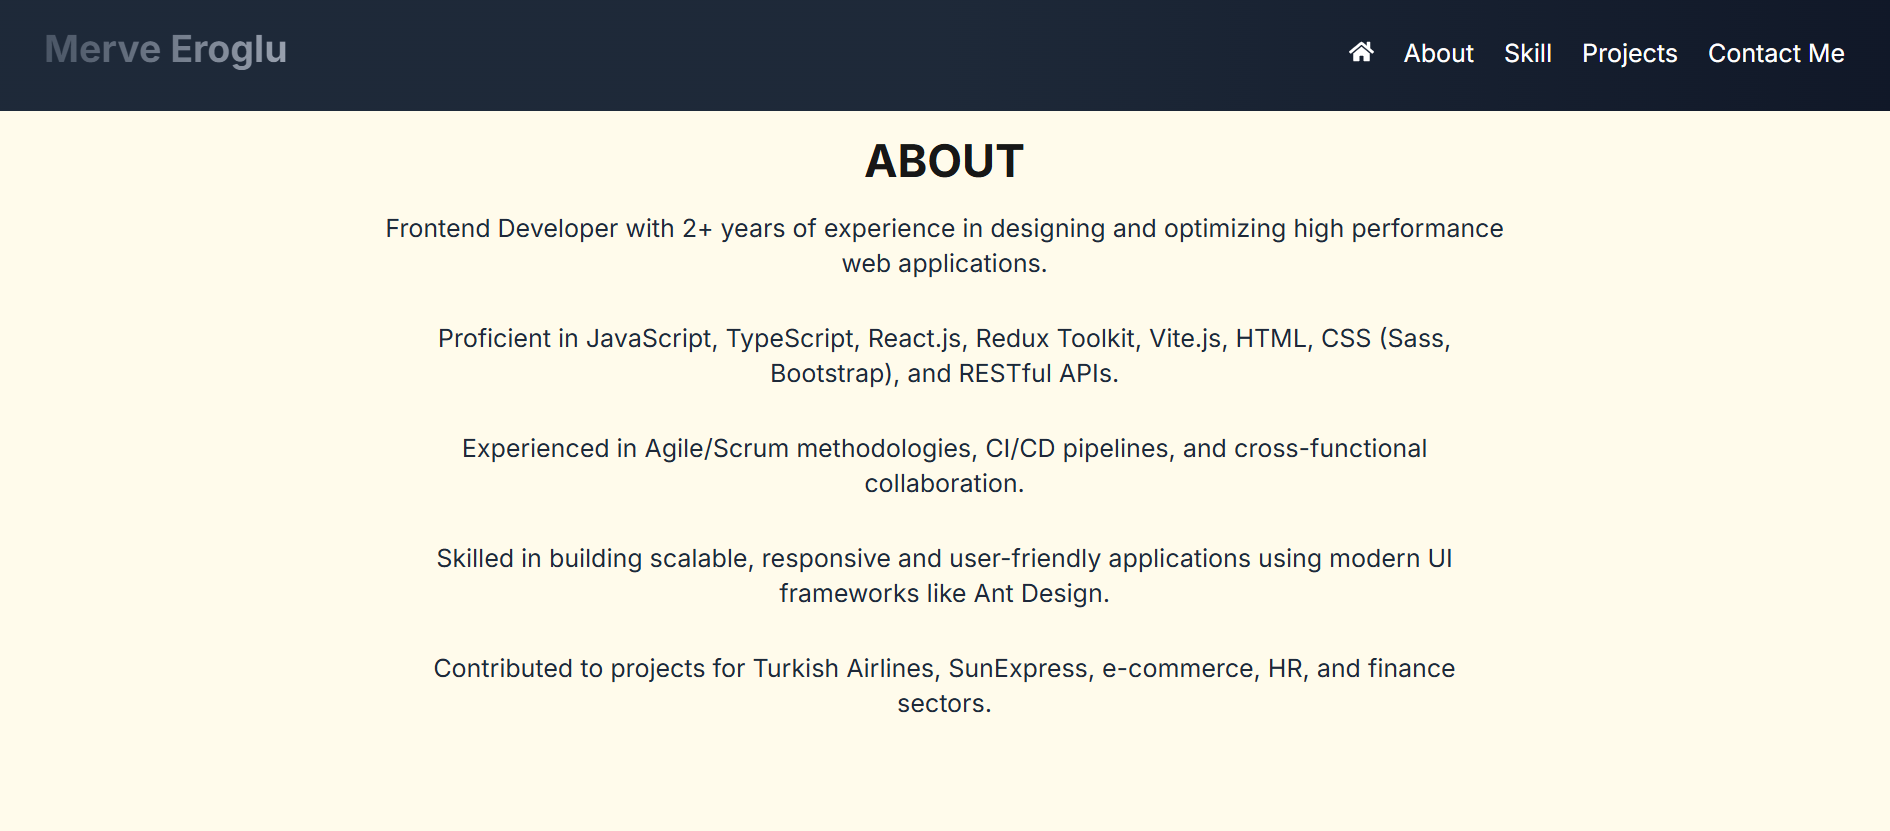 Merve Eroglu
About Skill Projects Contact Me
ABOUT
Frontend Developer with 2+ years of experience in designing and optimizing high performance
web applications.
Proficient in JavaScript, TypeScript, React.js, Redux Toolkit, Vite.js, HTML, CSS (Sass,
Bootstrap), and RESTful APIs.
Experienced in Agile/Scrum methodologies, CI/CD pipelines, and cross-functional
collaboration.
Skilled in building scalable, responsive and user-friendly applications using modern UI
frameworks like Ant Design.
Contributed to projects for Turkish Airlines, SunExpress, e-commerce, HR, and finance
sectors.